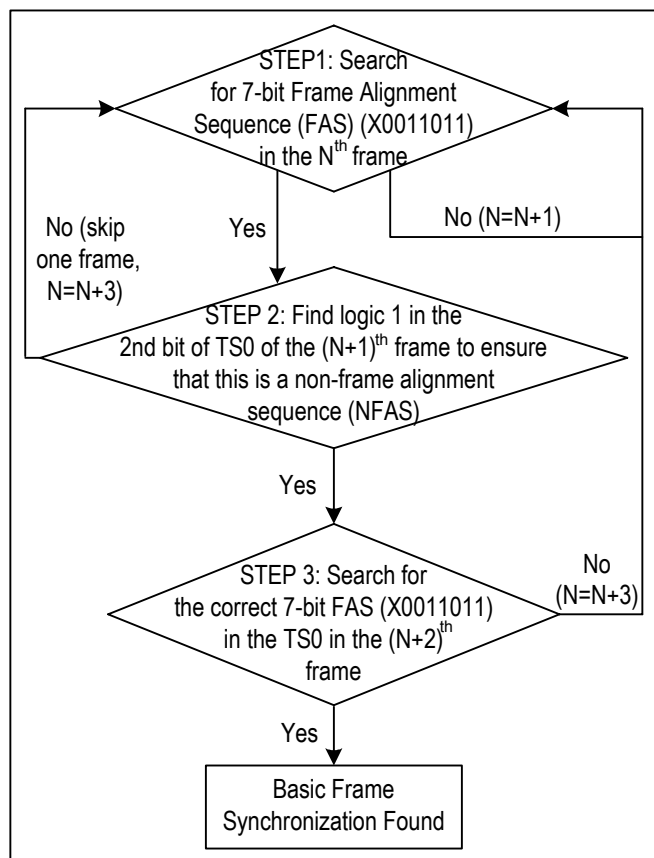 STEP1: Search
for 7-bit Frame Alignment
Sequence (FAS) (X0011011)
in the Nth frame
No (skip
one frame,
N=N+3)
Yes
No (N=N+1)
STEP 2: Find logic 1 in the
2nd bit of TS0 of the (N+1)th frame to ensure
that this is a non-frame alignment
sequence (NFAS)
Yes
STEP 3: Search for
the correct 7-bit FAS (X0011011)
in the TS0 in the (N+2)th
frame
No
(N=N+3)
Yes
Basic Frame
Synchronization Found